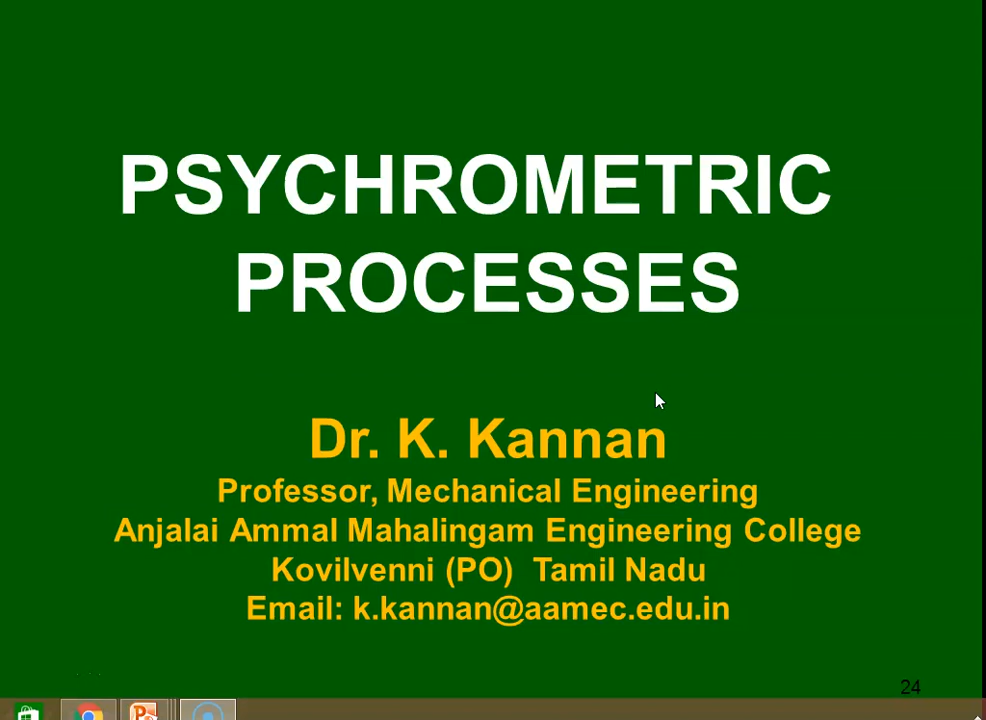 PSYCHROMETRIC
PROCESSES
Dr. K. Kannan
Professor, Mechanical Engineering
Anjalai Ammal Mahalingam Engineering College
Kovilvenni (PO) Tamil Nadu
Email: k.kannan@aamec.edu.in
24